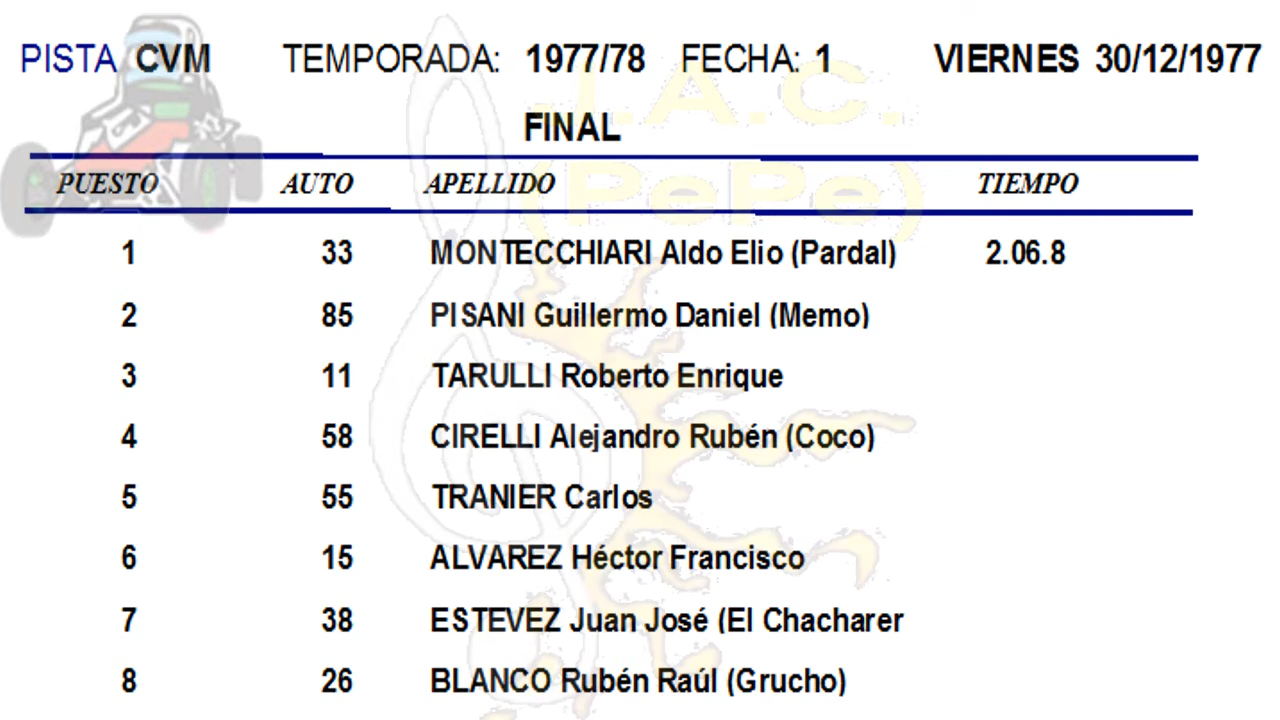 PISTA CVM TEMPORADA: 1977/78 FECHA: 1 VIERNES 30/12/1977
FINAL
PUESTO AUTO APELLIDO TIEMPO
1 33 MONTECCHIARI Aldo Elio (Pardal) 2.06.8
2 85 PISANI Guillermo Daniel (Memo)
3 11 TARULLI Roberto Enrique
4 58 CIRELLI Alejandro Rubén (Coco)
5 55 TRANIER Carlos
6 15 ALVAREZ Héctor Francisco
7 38 ESTEVEZ Juan José (El Chacharer
8 26 BLANCO Rubén Raúl (Grucho)
J.A.C.
(PePe)